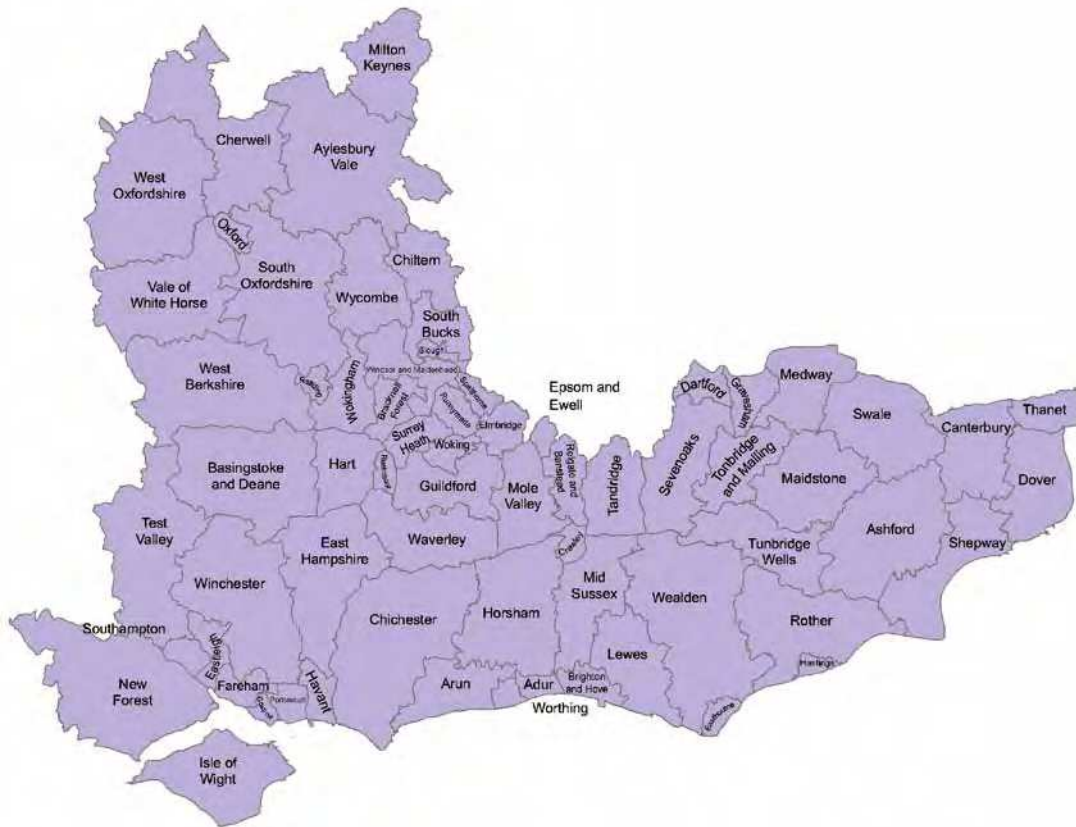 Milton
Keynes
Cherwell
Aylesbury
Vale
West
Oxfordshire
Oxford
Chiltern
South
Oxfordshire
Vale of
White Horse
Wycombe
South
Bucks
Slough
West
Berkshire
Reading
Wokingham
Windsor and Maidenhead
Bracknell
Forest
Runnymede
Spelthorne
Elmbridge
Epsom and
Ewell
Dartford
Gravesham
Medway
Swale
Canterbury
Thanet
Surrey
Heath
Woking
Basingstoke
and Deane
Hart
Rushmoor
Guildford
Mole
Valley
Reigate and
Banstead
Tandridge
Sevenoaks
Tonbridge
and Malling
Maidstone
Dover
Test
Valley
East
Hampshire
Waverley
Crawley
Tunbridge
Wells
Ashford
Shepway
Winchester
Chichester
Horsham
Mid
Sussex
Wealden
Rother
Southampton
Eastleigh
Lewes
Hastings
New
Forest
Fareham
Gosport
Portsmouth
Havant
Arun
Adur
Brighton
and Hove
Worthing
Eastbourne
Isle of
Wight